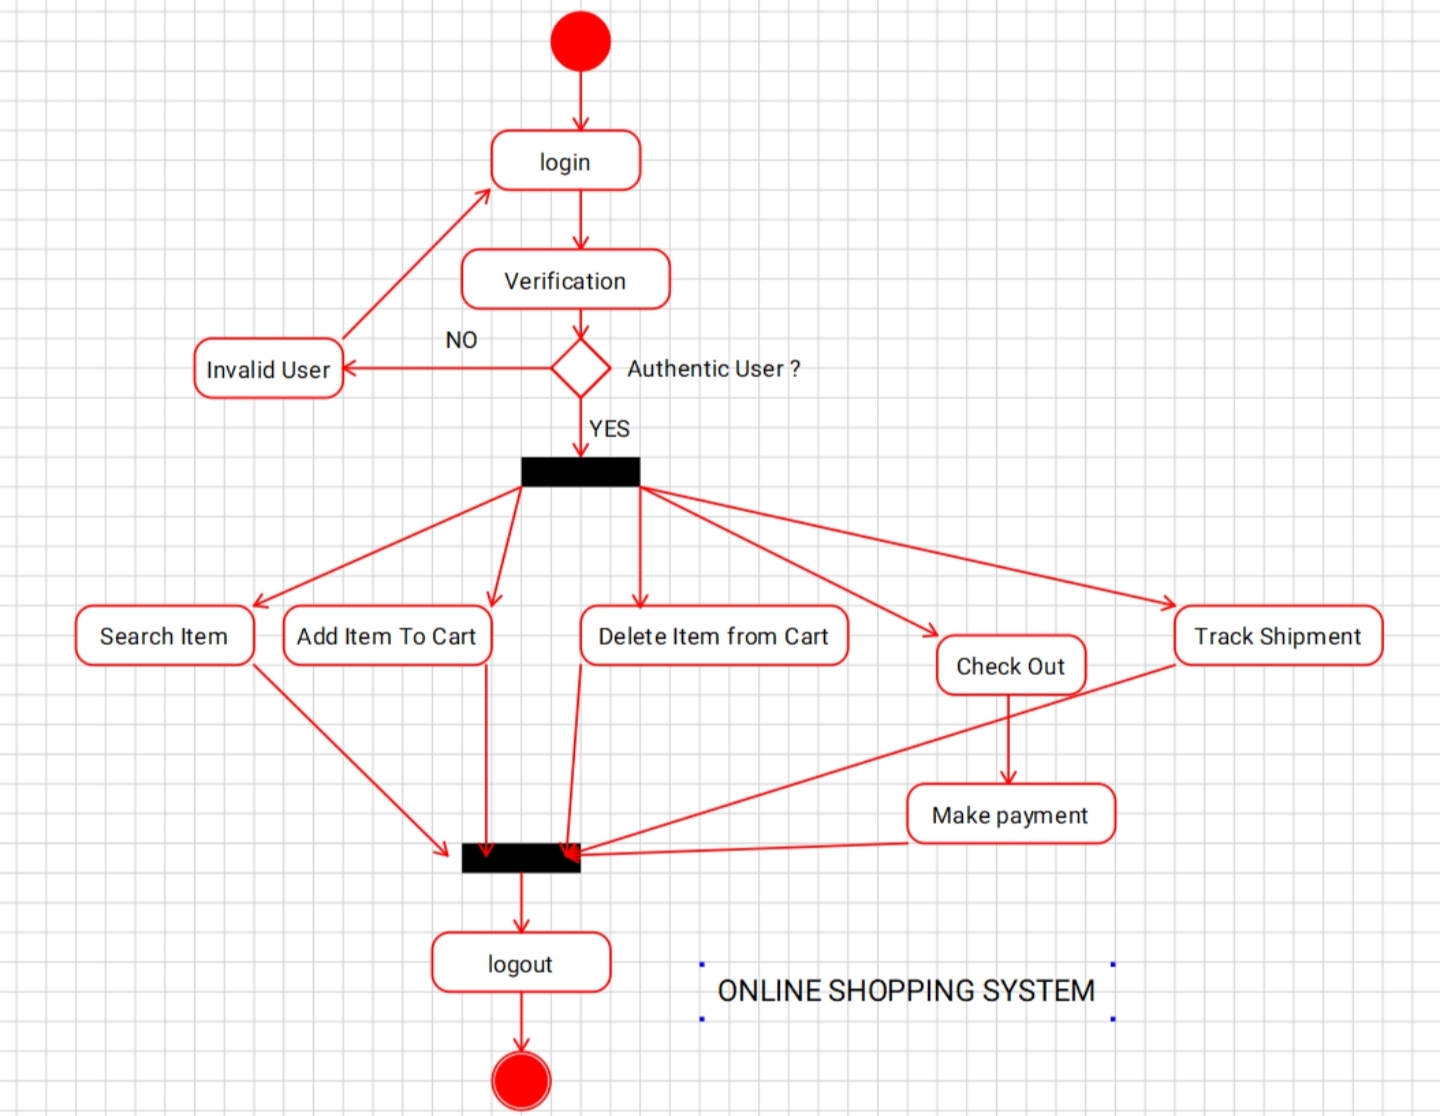 login
Verification
NO
Invalid User
Authentic User ?
YES
Search Item
Add Item To Cart
Delete Item from Cart
Check Out
Track Shipment
Make payment
logout
ONLINE SHOPPING SYSTEM